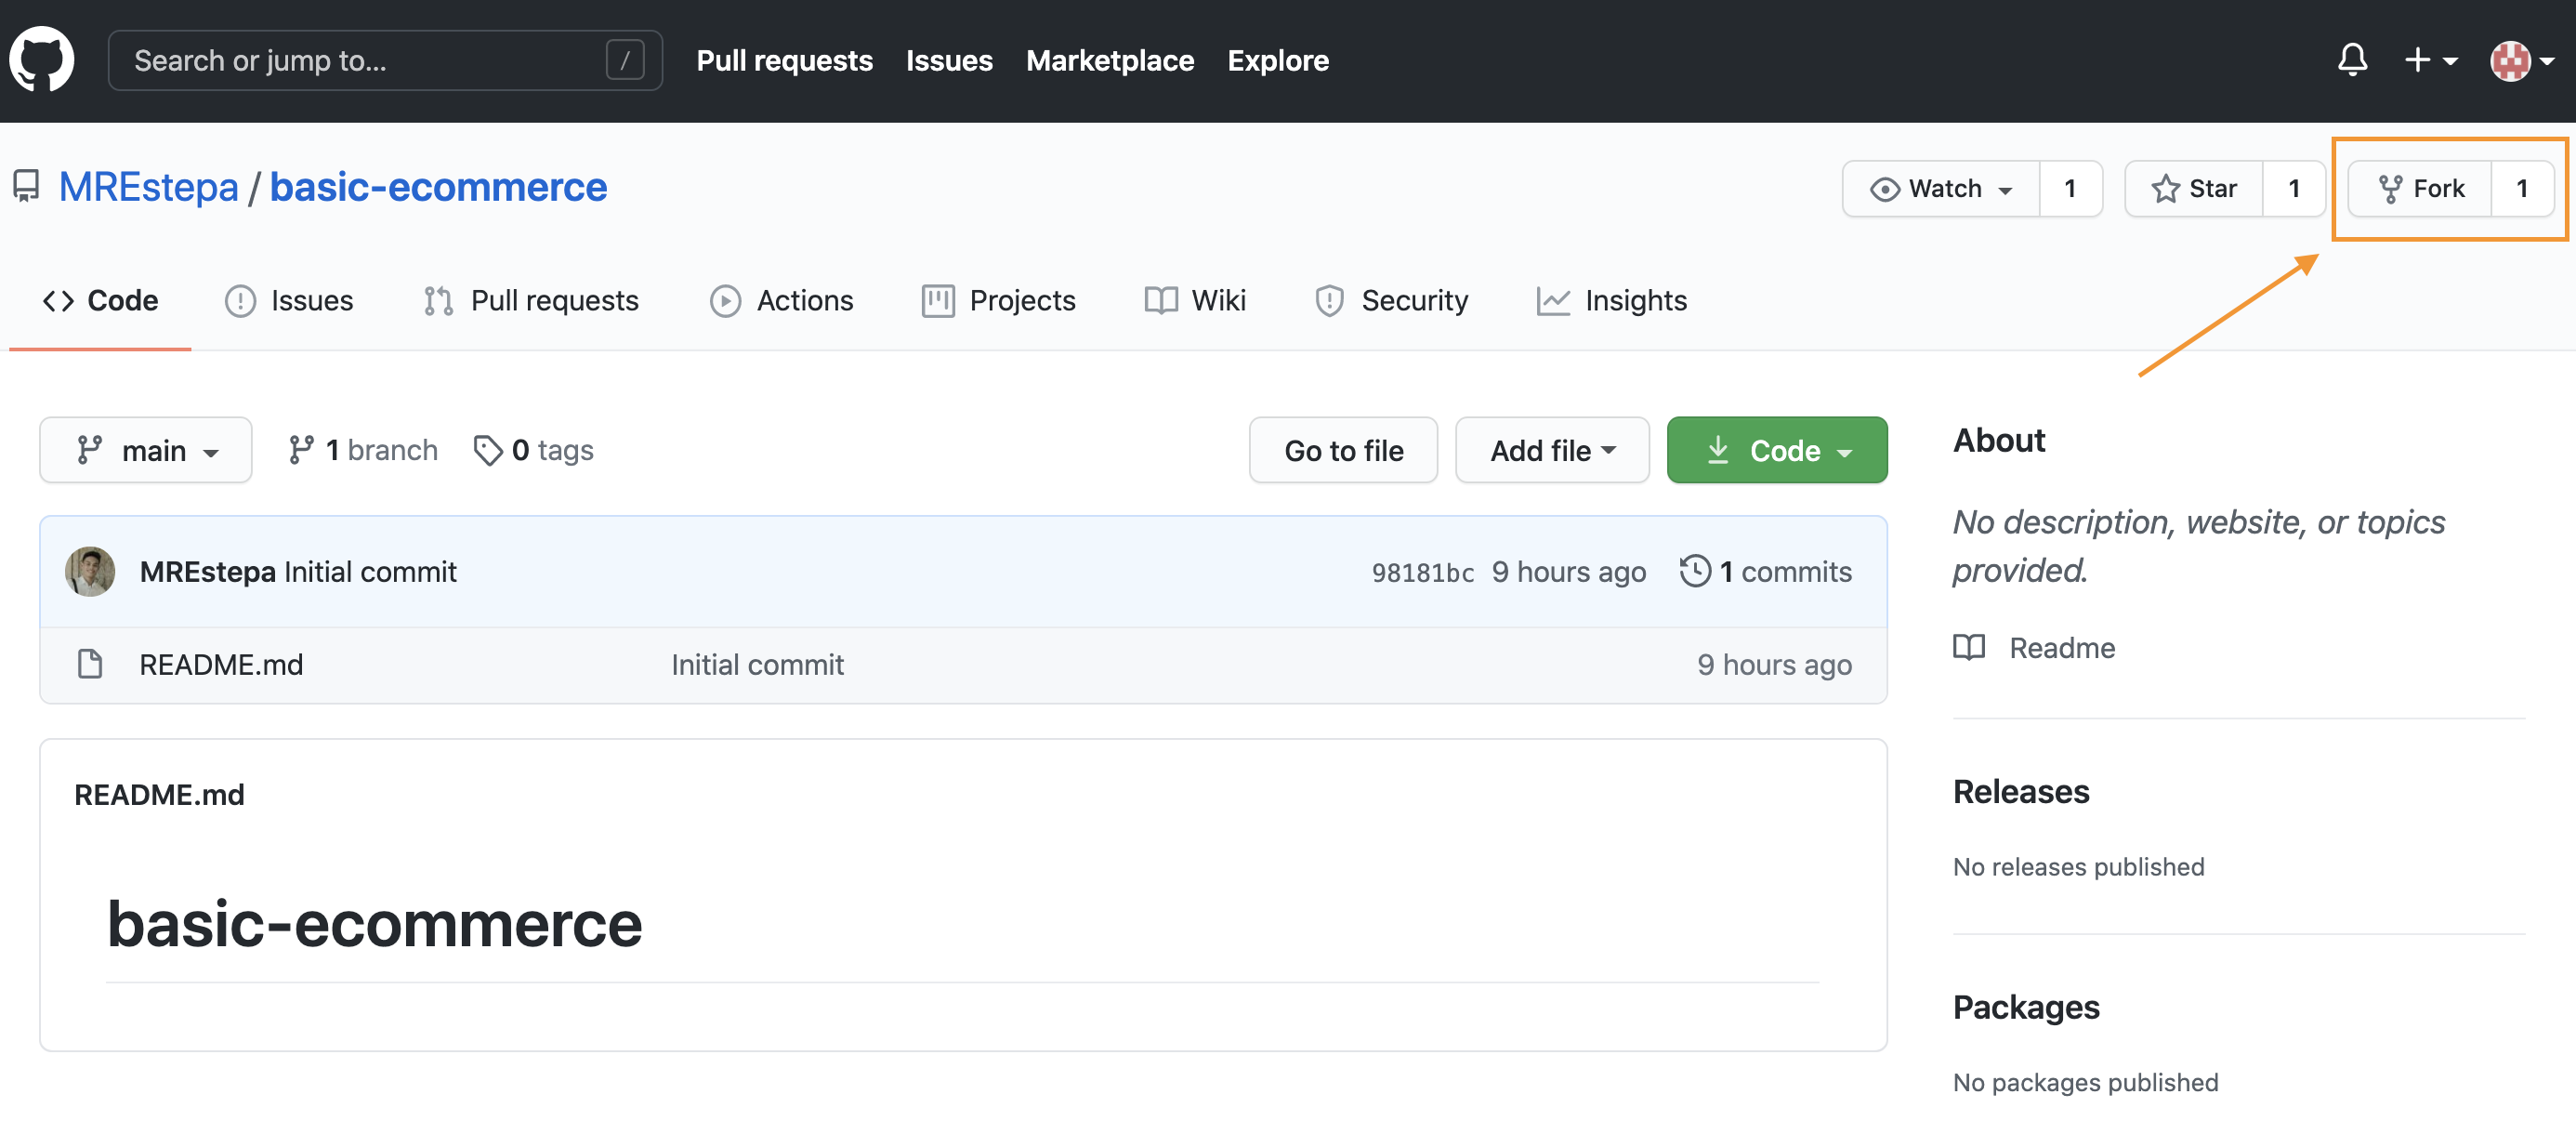 Search or jump to... /
Pull requests Issues Marketplace Explore
MREstepa / basic-ecommerce
Watch 1 Star 1 Fork 1
Code Issues Pull requests Actions Projects Wiki Security Insights
main 1 branch 0 tags
Go to file Add file Code
MREstepa Initial commit 98181bc 9 hours ago 1 commits
README.md Initial commit 9 hours ago
README.md
basic-ecommerce
About
No description, website, or topics
provided.
Readme
Releases
No releases published
Packages
No packages published